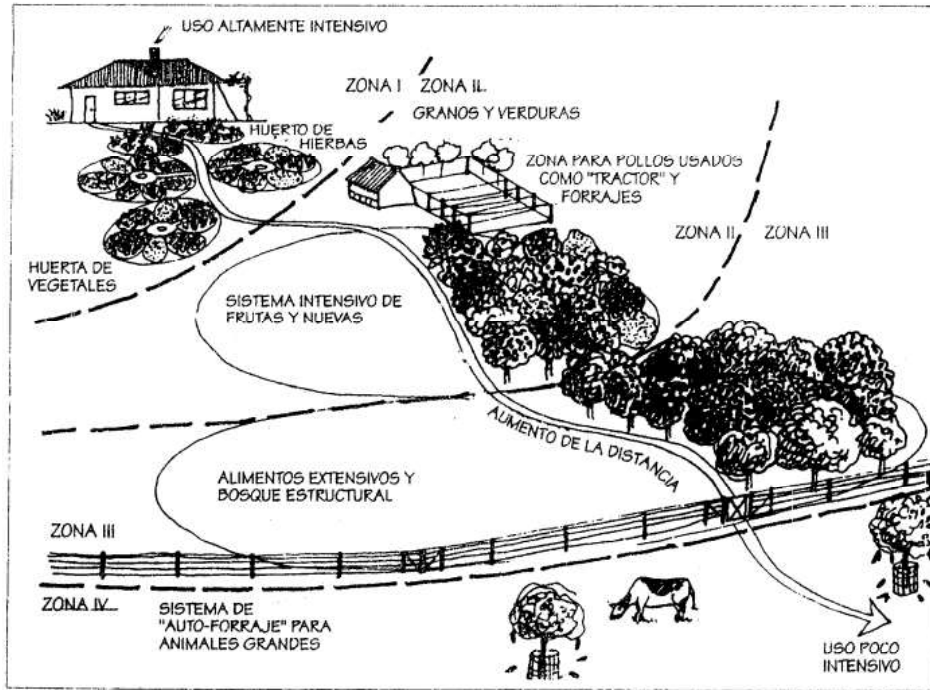 USO ALTAMENTE INTENSIVO
ZONA I
ZONA II
GRANOS Y VERDURAS
HUERTO DE
HIERBAS
ZONA PARA POLLOS USADOS
COMO "TRACTOR" Y
FORRAJES
ZONA II
ZONA III
HUERTA DE
VEGETALES
SISTEMA INTENSIVO DE
FRUTAS Y NUEVAS
AUMENTO DE LA DISTANCIA
ALIMENTOS EXTENSIVOS Y
BOSQUE ESTRUCTURAL
ZONA III
ZONA IV
SISTEMA DE
"AUTO-FORRAJE" PARA
ANIMALES GRANDES
USO POCO
INTENSIVO